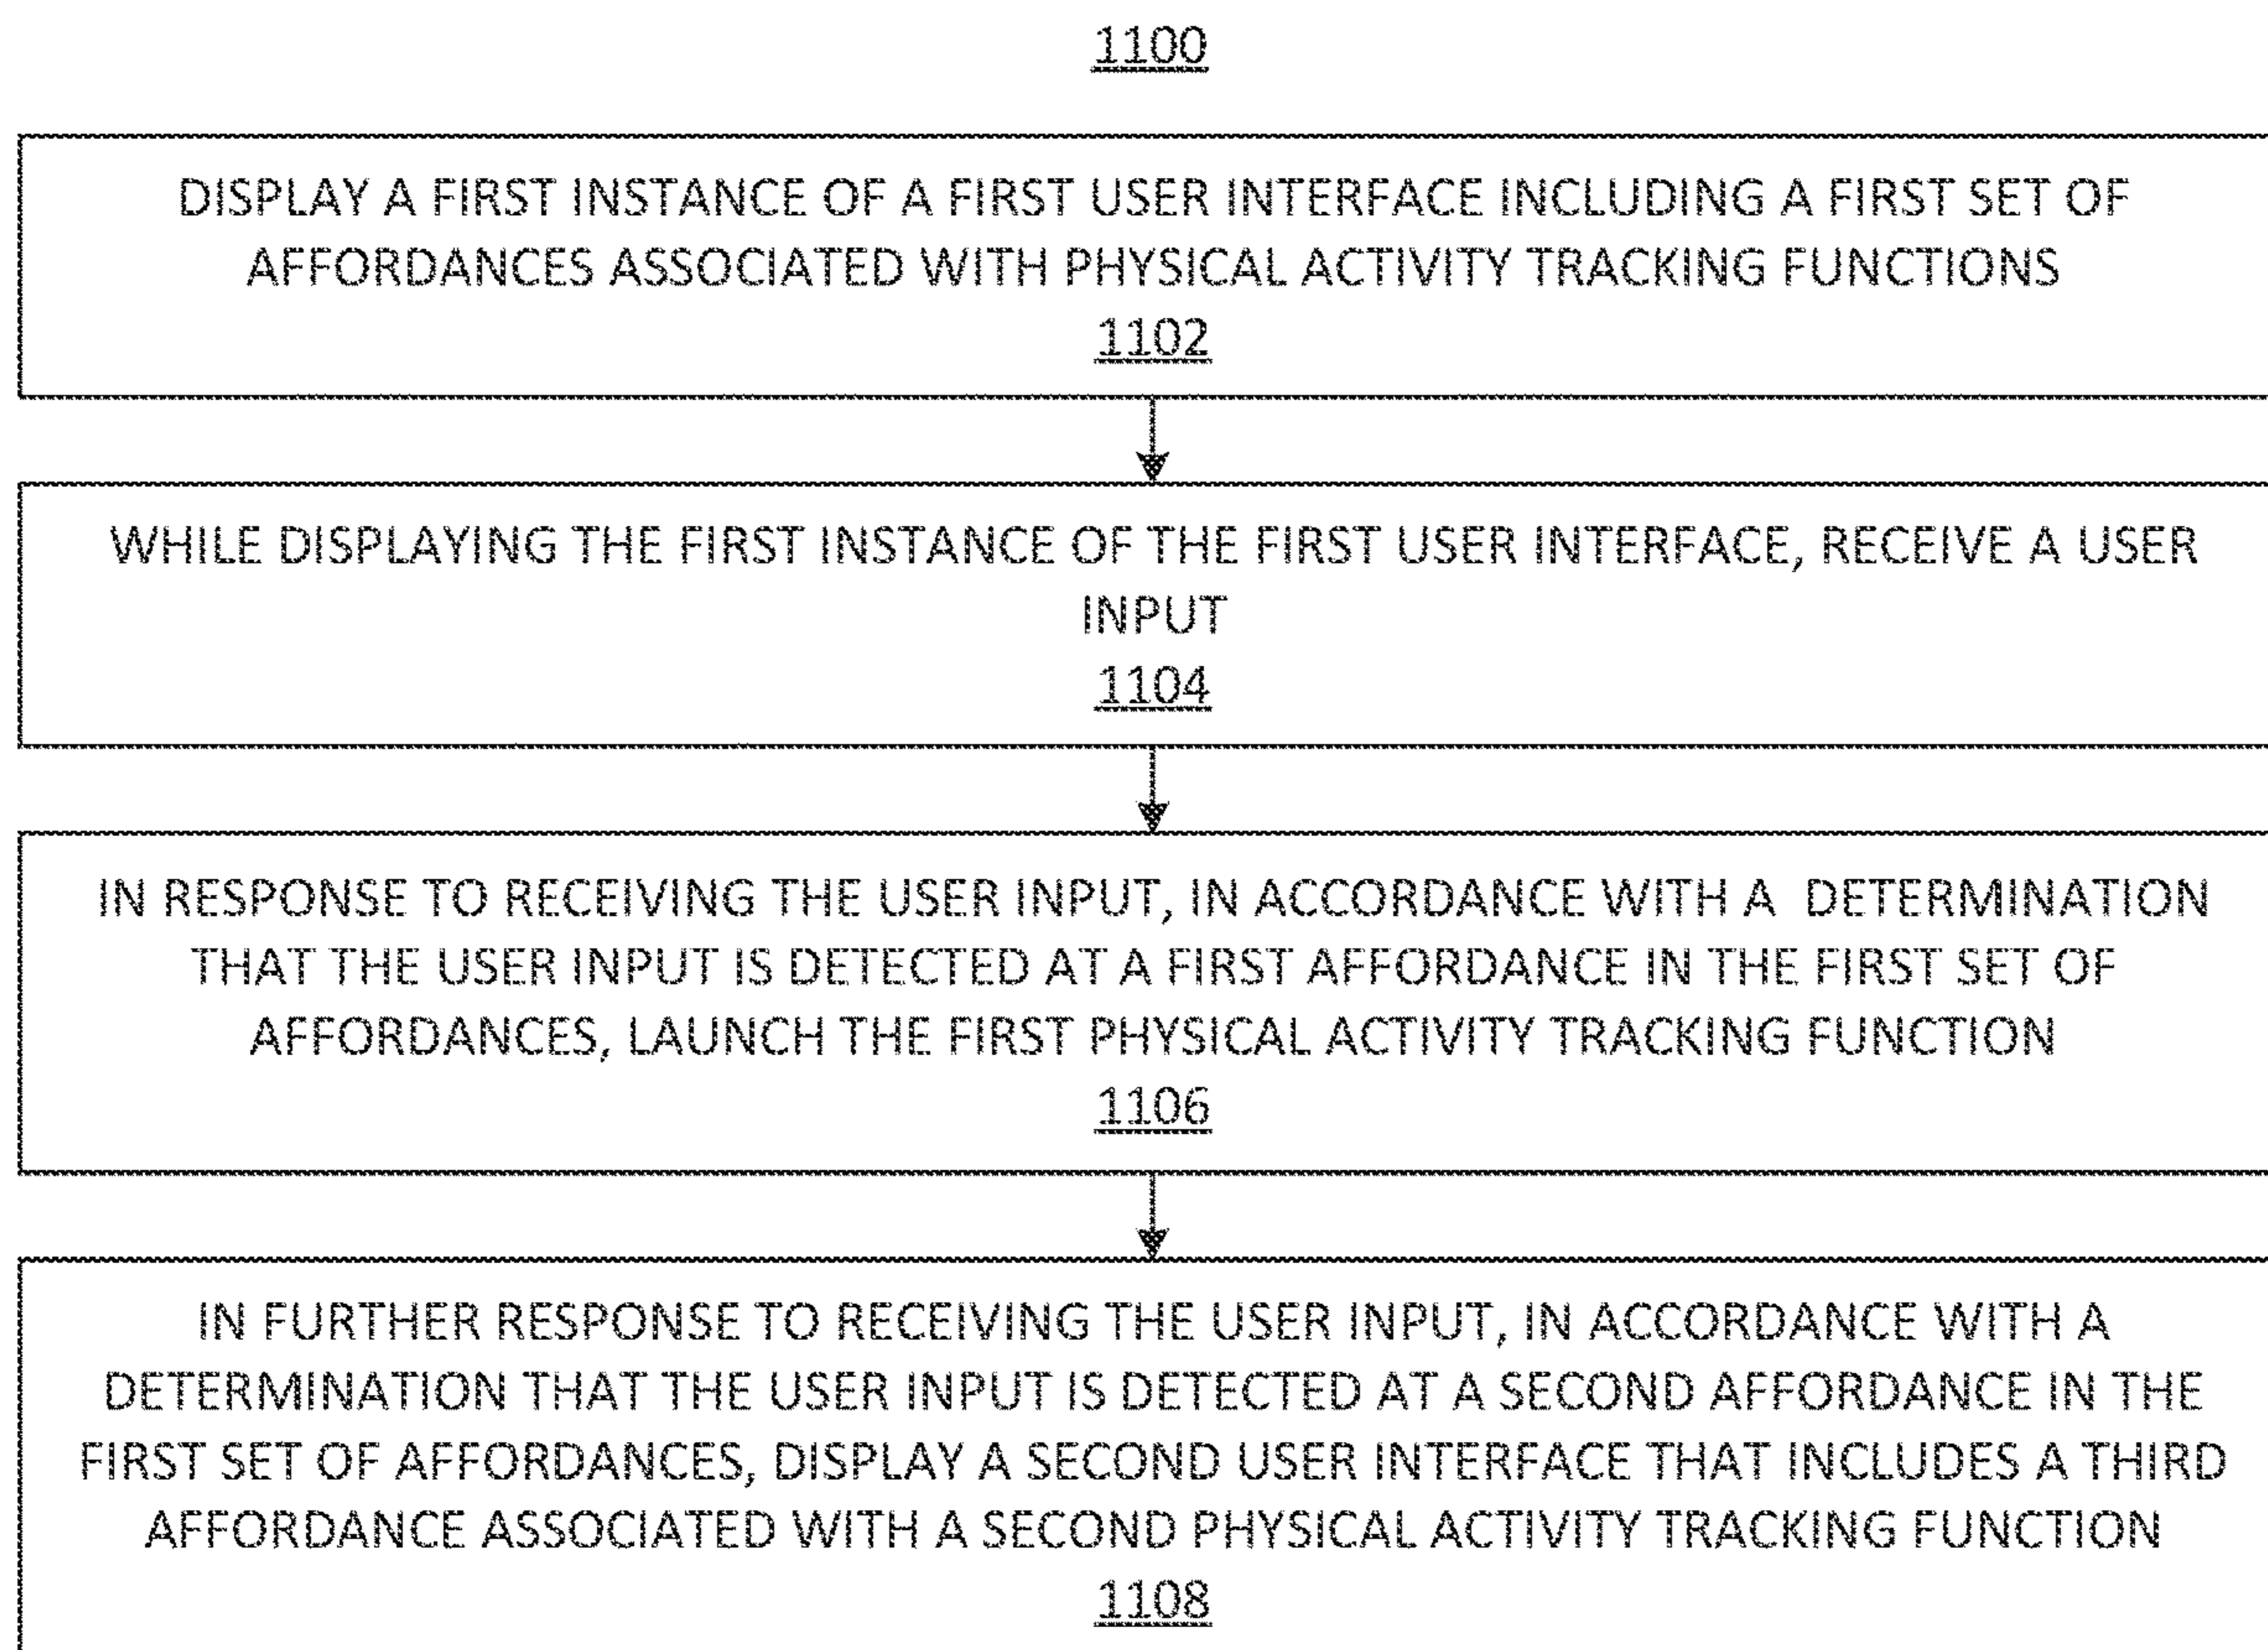 1100
DISPLAY A FIRST INSTANCE OF A FIRST USER INTERFACE INCLUDING A FIRST SET OF
AFFORDANCES ASSOCIATED WITH PHYSICAL ACTIVITY TRACKING FUNCTIONS
1102
WHILE DISPLAYING THE FIRST INSTANCE OF THE FIRST USER INTERFACE, RECEIVE A USER
INPUT
1104
IN RESPONSE TO RECEIVING THE USER INPUT, IN ACCORDANCE WITH A DETERMINATION
THAT THE USER INPUT IS DETECTED AT A FIRST AFFORDANCE IN THE FIRST SET OF
AFFORDANCES, LAUNCH THE FIRST PHYSICAL ACTIVITY TRACKING FUNCTION
1106
IN FURTHER RESPONSE TO RECEIVING THE USER INPUT, IN ACCORDANCE WITH A
DETERMINATION THAT THE USER INPUT IS DETECTED AT A SECOND AFFORDANCE IN THE
FIRST SET OF AFFORDANCES, DISPLAY A SECOND USER INTERFACE THAT INCLUDES A THIRD
AFFORDANCE ASSOCIATED WITH A SECOND PHYSICAL ACTIVITY TRACKING FUNCTION
1108